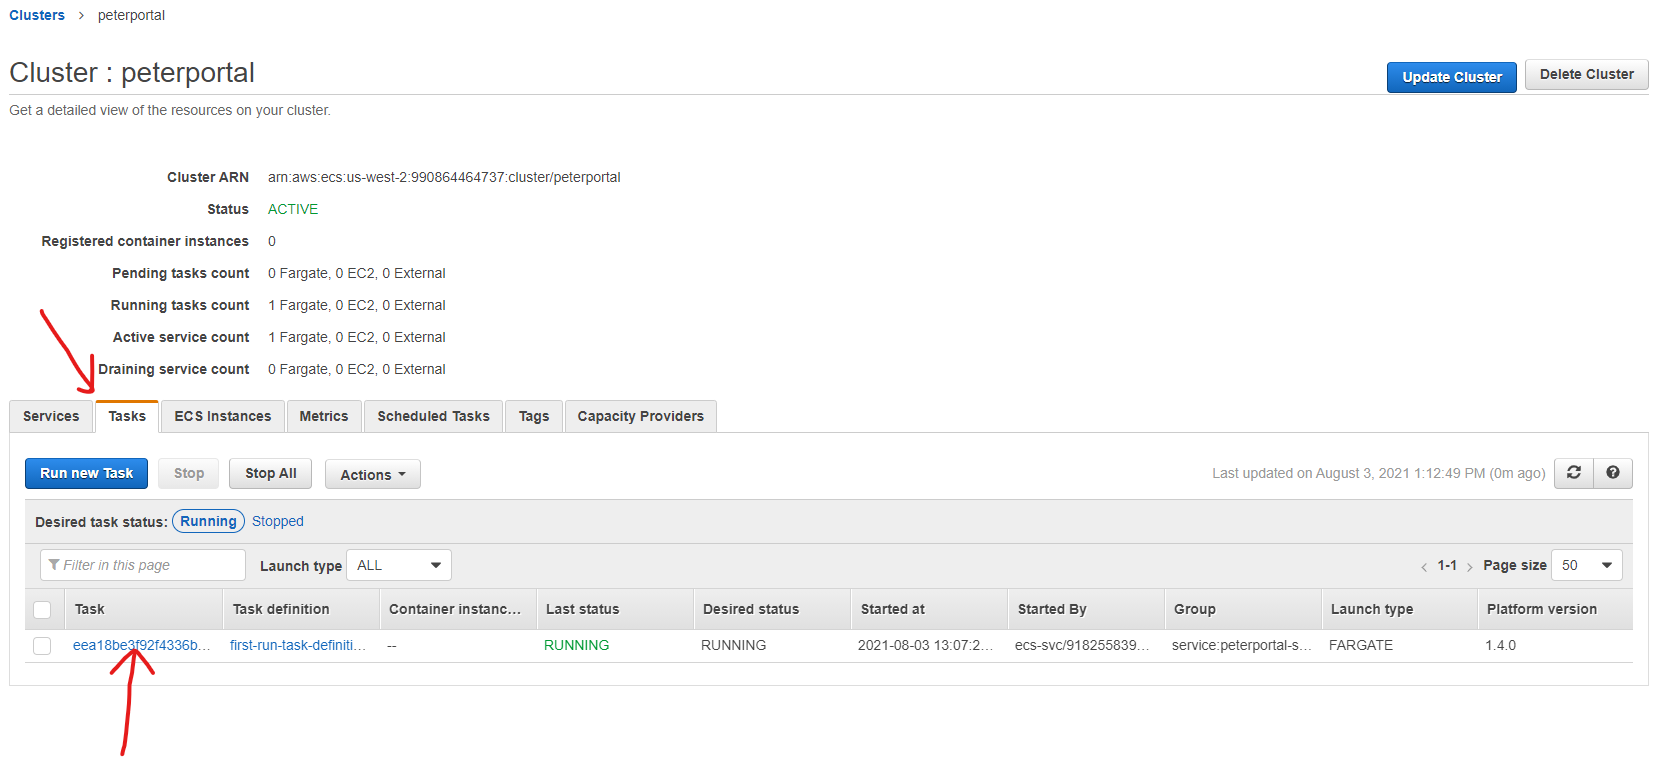 Clusters > peterportal
Cluster : peterportal
Update Cluster Delete Cluster
Get a detailed view of the resources on your cluster.
Cluster ARN arn:aws:ecs:us-west-2:990864464737:cluster/peterportal
Status ACTIVE
Registered container instances 0
Pending tasks count 0 Fargate, 0 EC2, 0 External
Running tasks count 1 Fargate, 0 EC2, 0 External
Active service count 1 Fargate, 0 EC2, 0 External
Draining service count 0 Fargate, 0 EC2, 0 External
Services Tasks ECS Instances Metrics Scheduled Tasks Tags Capacity Providers
Run new Task Stop Stop All Actions Last updated on August 3, 2021 1:12:49 PM (0m ago)
Desired task status: Running Stopped
Filter in this page Launch type ALL < 1-1 > Page size 50
Task Task definition Container instanc... Last status Desired status Started at Started By Group Launch type Platform version
eea18be3f92f4336b... first-run-task-definiti... -- RUNNING RUNNING 2021-08-03 13:07:2... ecs-svc/918255839... service:peterportal-s... FARGATE 1.4.0